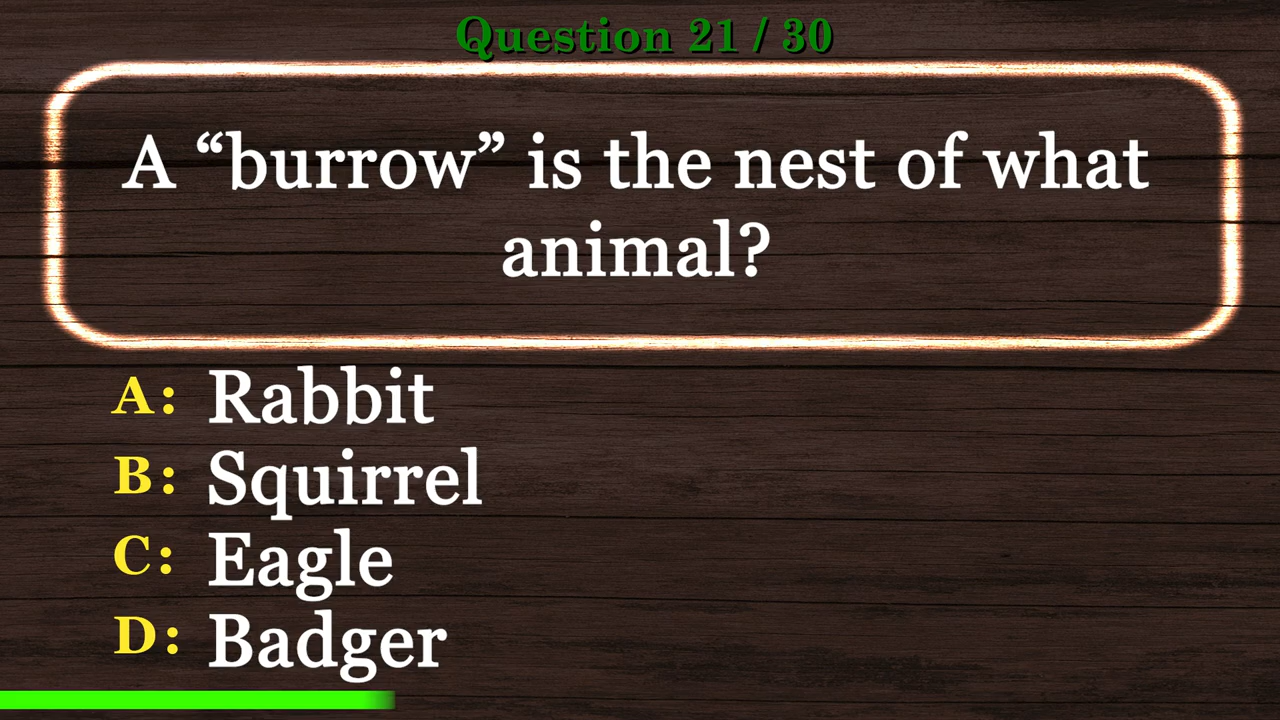 Question 21 / 30
A “burrow” is the nest of what
animal?
A: Rabbit
B: Squirrel
C: Eagle
D: Badger